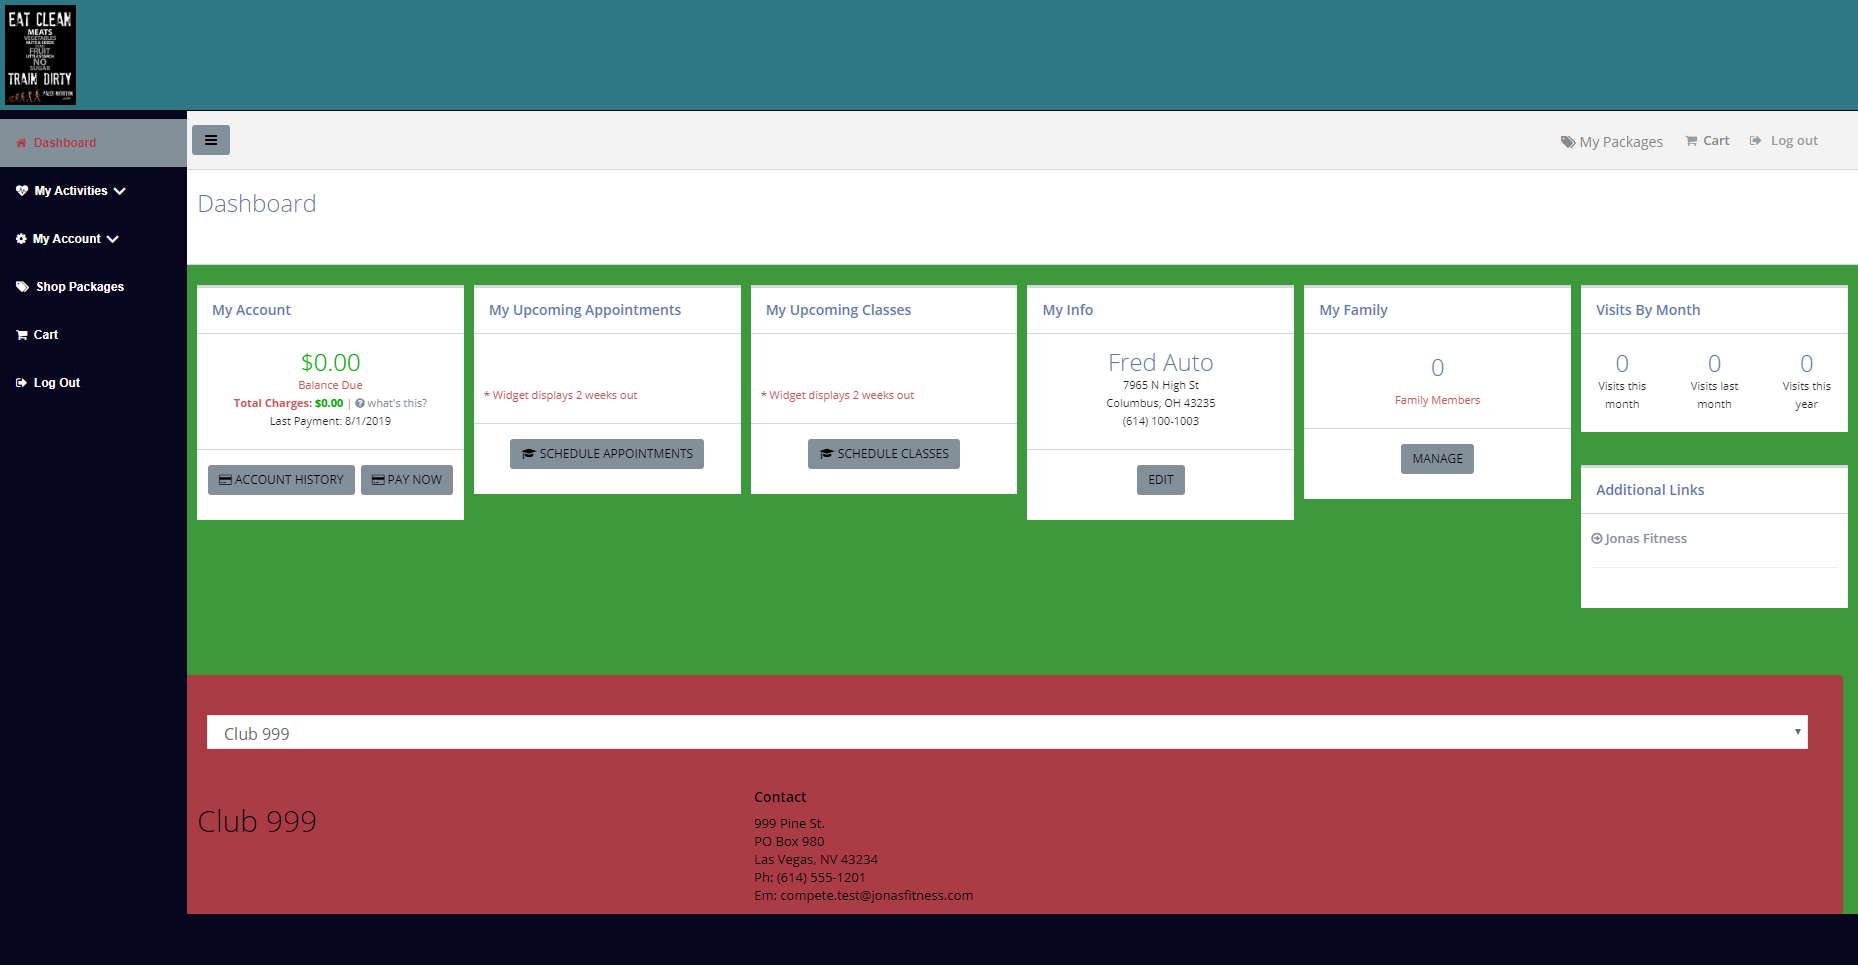 EAT CLEAN
MEATS
VEGETABLES
NUTS & SEEDS
FRUIT
LITTLE STARCH
NO
SUGAR
TRAIN DIRTY
Dashboard
My Activities
My Account
Shop Packages
Cart
Log Out
My Packages
Cart
Log out
Dashboard
My Account
$0.00
Balance Due
Total Charges: $0.00 | what's this?
Last Payment: 8/1/2019
ACCOUNT HISTORY
PAY NOW
My Upcoming Appointments
* Widget displays 2 weeks out
SCHEDULE APPOINTMENTS
My Upcoming Classes
* Widget displays 2 weeks out
SCHEDULE CLASSES
My Info
Fred Auto
7965 N High St
Columbus, OH 43235
(614) 100-1003
EDIT
My Family
0
Family Members
MANAGE
Visits By Month
0
Visits this
month
0
Visits last
month
0
Visits this
year
Additional Links
Jonas Fitness
Club 999
Club 999
Contact
999 Pine St.
PO Box 980
Las Vegas, NV 43234
Ph: (614) 555-1201
Em: compete.test@jonasfitness.com